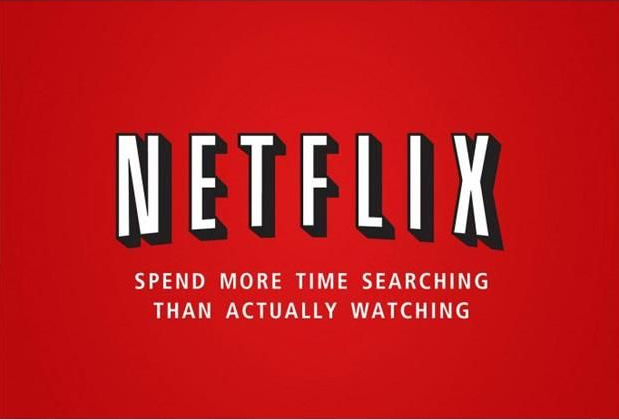 NETFLIX
SPEND MORE TIME SEARCHING
THAN ACTUALLY WATCHING